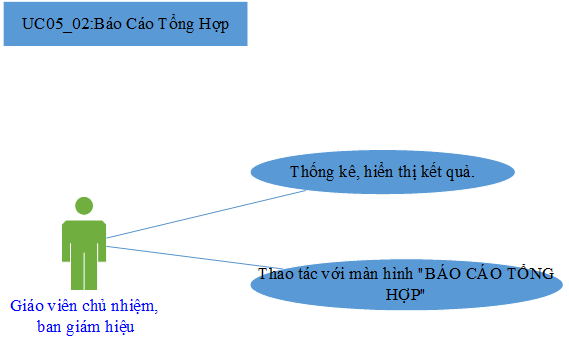 UC05_02:Báo Cáo Tổng Hợp
Thống kê, hiển thị kết quả.
Thao tác với màn hình "BÁO CÁO TỔNG
HỢP"
Giáo viên chủ nhiệm,
ban giám hiệu